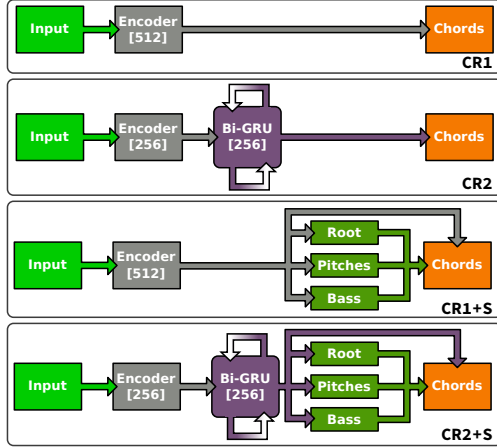 Input
Encoder
[512]
Chords
CR1
Input
Encoder
[256]
Bi-GRU
[256]
Chords
CR2
Input
Encoder
[512]
Root
Pitches
Bass
Chords
CR1+S
Input
Encoder
[256]
Bi-GRU
[256]
Root
Pitches
Bass
Chords
CR2+S